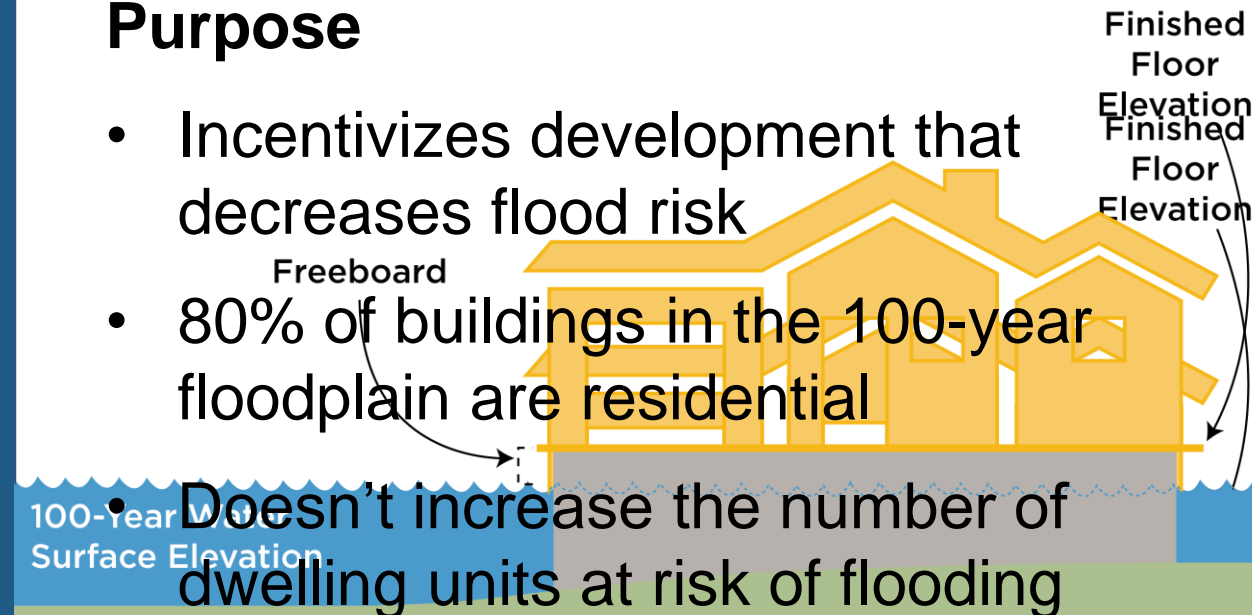 Purpose
• Incentivizes development that
decreases flood risk
• 80% of buildings in the 100-year
floodplain are residential
• Doesn’t increase the number of
dwelling units at risk of flooding
Finished
Floor
Elevation
Finished
Floor
Elevation
Freeboard
100-Year Water
Surface Elevation